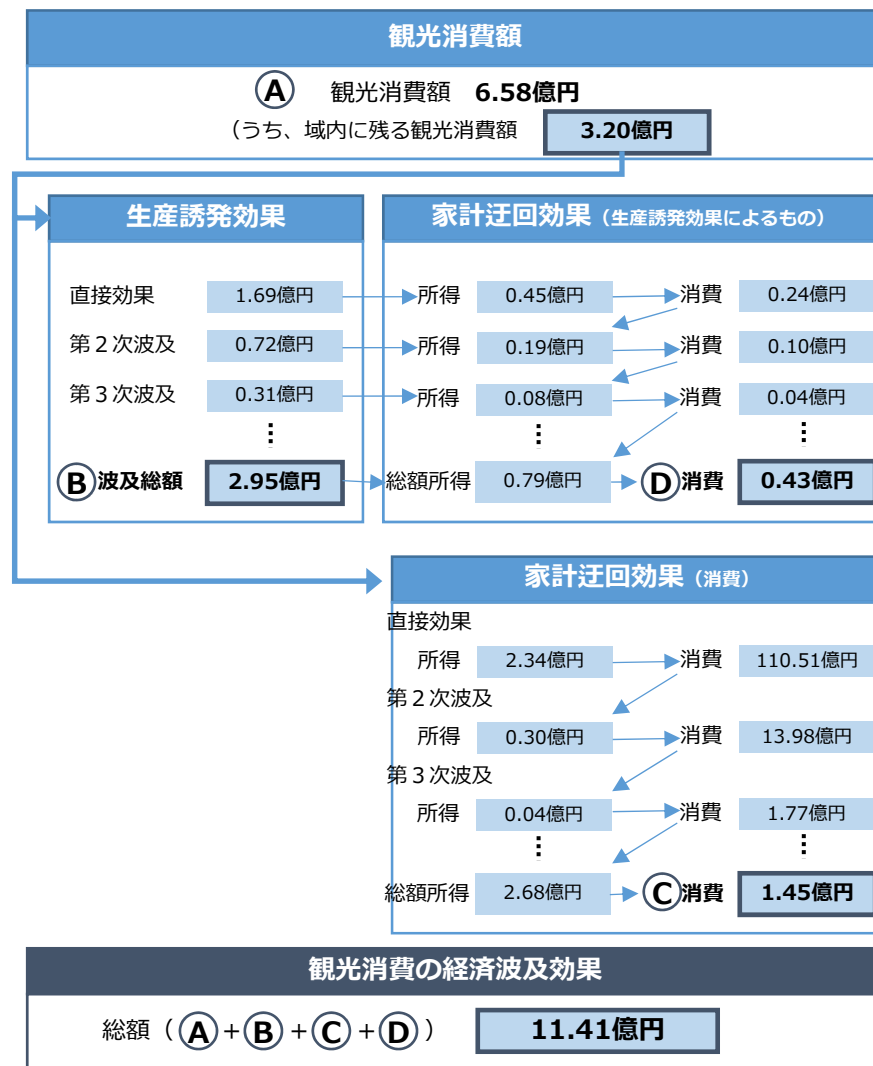 観光消費額
Ⓐ 観光消費額 6.58億円
（うち、域内に残る観光消費額 3.20億円
生産誘発効果
直接効果 1.69億円
第２次波及 0.72億円
第３次波及 0.31億円
⋮
Ⓑ波及総額 2.95億円
家計迂回効果（生産誘発効果によるもの）
所得 0.45億円 消費 0.24億円
所得 0.19億円 消費 0.10億円
所得 0.08億円 消費 0.04億円
⋮ ⋮
総額所得 0.79億円 Ⓓ消費 0.43億円
家計迂回効果（消費）
直接効果
所得 2.34億円 消費 110.51億円
第２次波及
所得 0.30億円 消費 13.98億円
第３次波及
所得 0.04億円 消費 1.77億円
⋮ ⋮
総額所得 2.68億円 Ⓒ消費 1.45億円
観光消費の経済波及効果
総額（Ⓐ+Ⓑ+Ⓒ+Ⓓ） 11.41億円